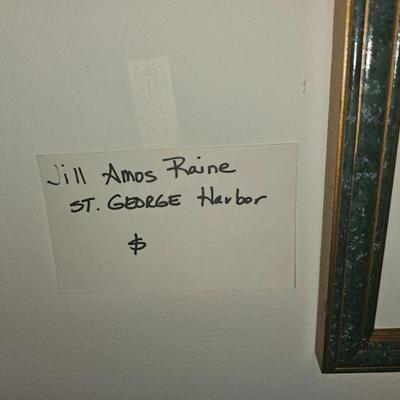 Jill Amos Raine
ST. GEORGE Harbor
$